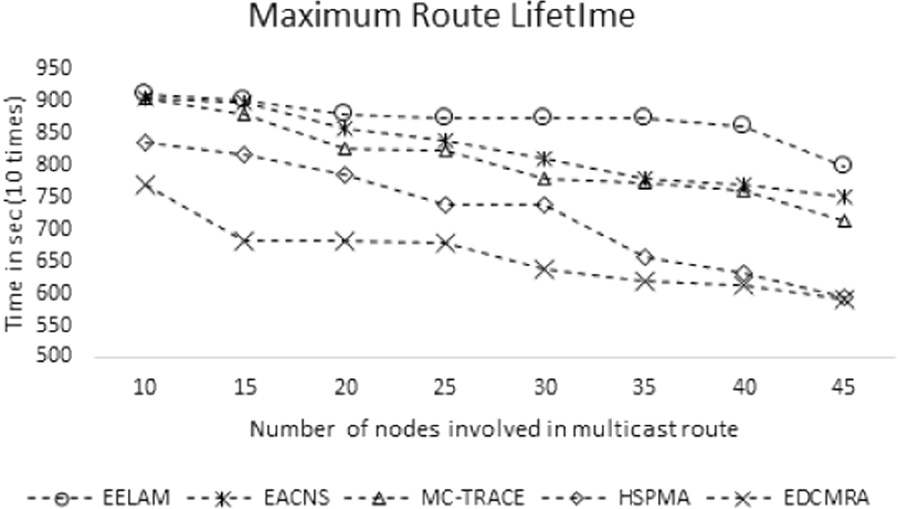 Maximum Route LifetIme
Time in sec (10 times)
950
900
850
800
750
700
650
600
550
500
10 15 20 25 30 35 40 45
Number of nodes involved in multicast route
EELAM EACNS MC-TRACE HSPMA EDCMRA